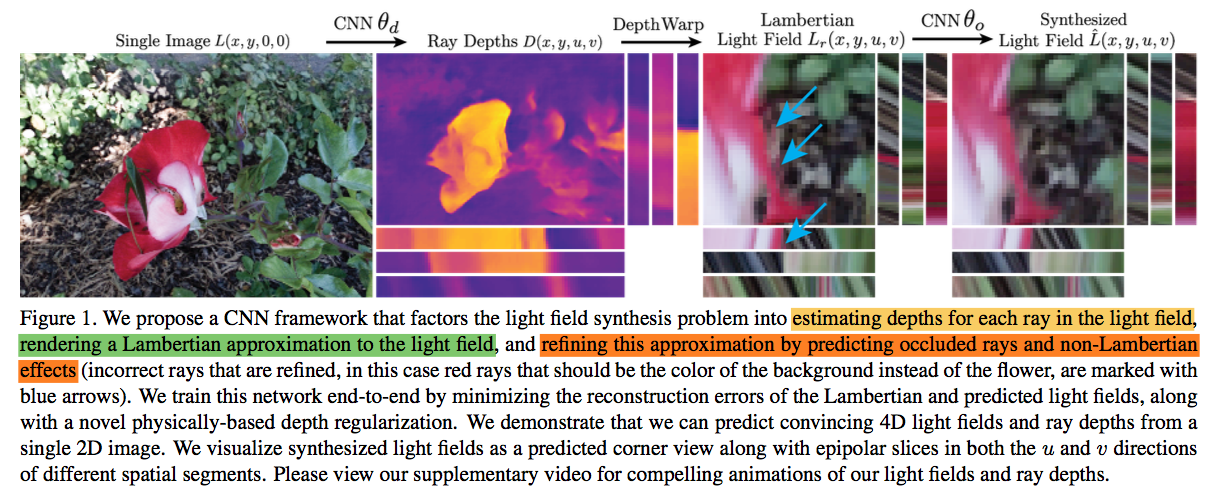 CNN θd
DepthWarp
Lambertian
CNN θo
Synthesized
Single Image L(x, y, 0, 0)
Ray Depths D(x, y, u, v)
Light Field Lr(x, y, u, v)
Light Field L̂(x, y, u, v)
Figure 1. We propose a CNN framework that factors the light field synthesis problem into estimating depths for each ray in the light field,
rendering a Lambertian approximation to the light field, and refining this approximation by predicting occluded rays and non-Lambertian
effects (incorrect rays that are refined, in this case red rays that should be the color of the background instead of the flower, are marked with
blue arrows). We train this network end-to-end by minimizing the reconstruction errors of the Lambertian and predicted light fields, along
with a novel physically-based depth regularization. We demonstrate that we can predict convincing 4D light fields and ray depths from a
single 2D image. We visualize synthesized light fields as a predicted corner view along with epipolar slices in both the u and v directions
of different spatial segments. Please view our supplementary video for compelling animations of our light fields and ray depths.